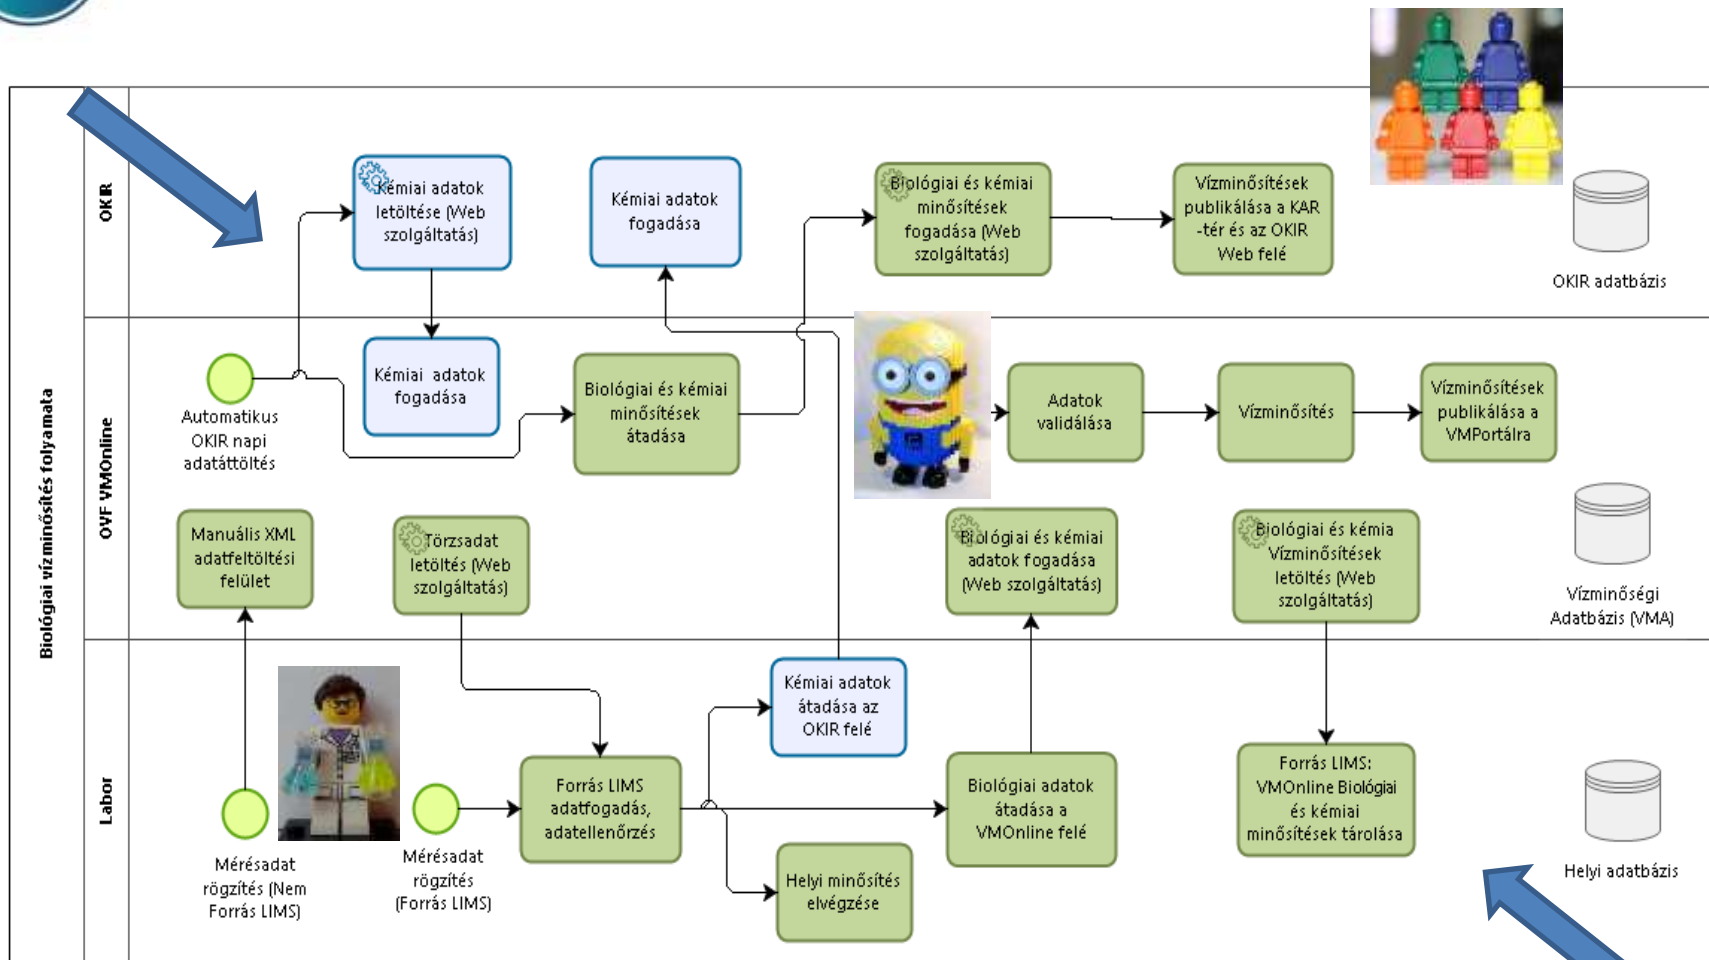 Biológiai vízminősítés folyamata
OKIR
Kémiai adatok
letöltése (Web
szolgáltatás)
Kémiai adatok
fogadása
Biológiai és kémiai
minősítések
fogadása (Web
szolgáltatás)
Vízminősítések
publikálása a KAR
-tér és az OKIR
Web felé
OKIR adatbázis
OVF VMOnline
Automatikus
OKIR napi
adatáttöltés
Kémiai adatok
fogadása
Biológiai és kémiai
minősítések
átadása
Adatok
validálása
Vízminősítés
Vízminősítések
publikálása a
VMPortálra
Manuális XML
adatfeltöltési
felület
Törzsadat
letöltés (Web
szolgáltatás)
Biológiai és kémiai
adatok fogadása
(Web szolgáltatás)
Biológiai és kémia
Vízminősítések
letöltés (Web
szolgáltatás)
Vízminőségi
Adatbázis (VMA)
Labor
Mérésadat
rögzítés (Nem
Forrás LIMS)
Mérésadat
rögzítés
(Forrás LIMS)
Forrás LIMS
adatfogadás,
adatellenőrzés
Kémiai adatok
átadása az
OKIR felé
Helyi minősítés
elvégzése
Biológiai adatok
átadása a
VMOnline felé
Forrás LIMS:
VMOnline Biológiai
és kémiai
minősítések tárolása
Helyi adatbázis